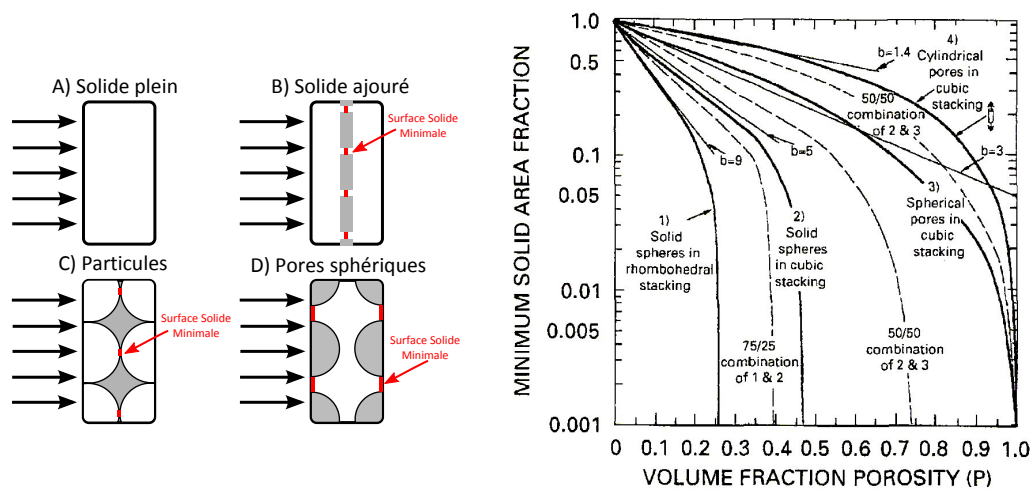 A) Solide plein
B) Solide ajouré
Surface Solide
Minimale
C) Particules
Surface Solide
Minimale
D) Pores sphériques
Surface Solide
Minimale
MINIMUM SOLID AREA FRACTION
1.0
0.5
0.1
0.05
0.01
0.005
0.001
0 0.1 0.2 0.3 0.4 0.5 0.6 0.7 0.8 0.9 1.0
VOLUME FRACTION POROSITY (P)
b=1.4
4)
Cylindrical
pores in
cubic
stacking
50/50
combination
of 2 & 3
b=9
b=5
b=3
1)
Solid
spheres in
rhombohedral
stacking
2)
Solid
spheres
in cubic
stacking
3)
Spherical
pores in
cubic
stacking
75/25
combination
of 1 & 2
50/50
combination
of 2 & 3